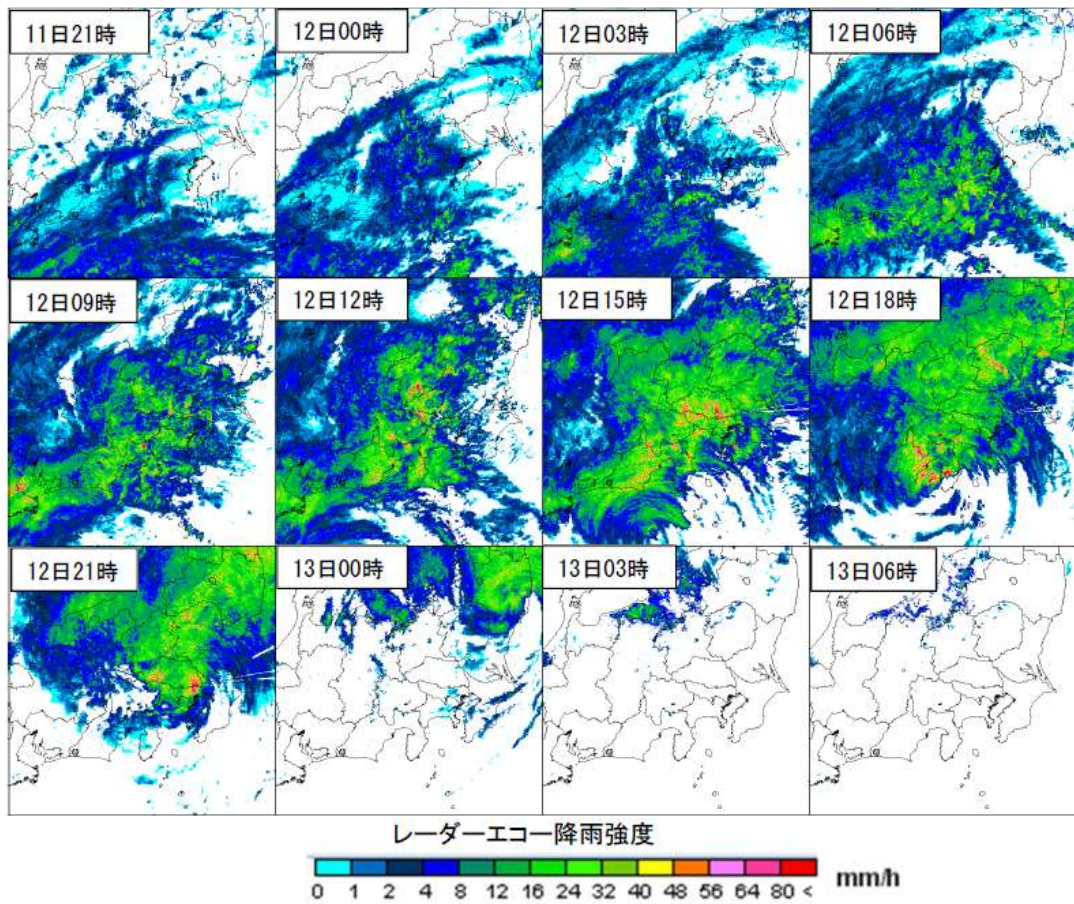 11日21時
12日00時
12日03時
12日06時
12日09時
12日12時
12日15時
12日18時
12日21時
13日00時
13日03時
13日06時
レーダーエコー降雨強度
0 1 2 4 8 12 16 24 32 40 48 56 64 80 < mm/h